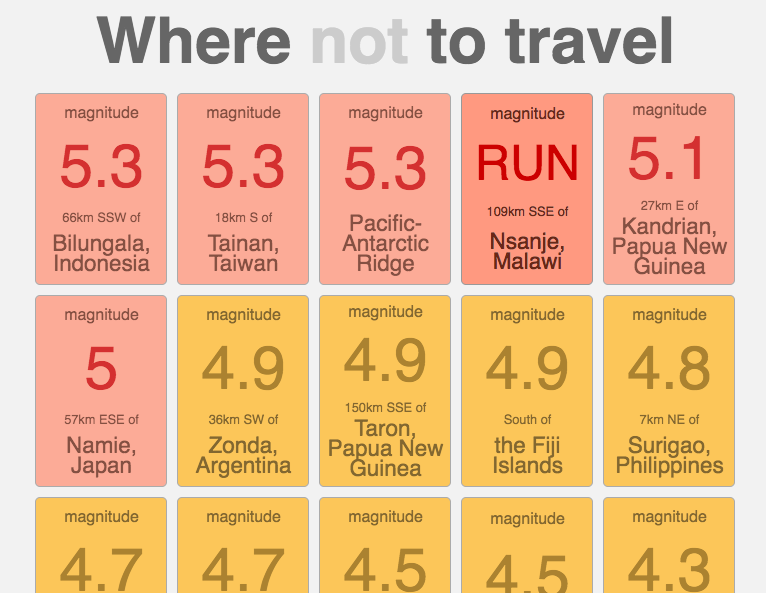 Where not to travel
magnitude
5.3
66km SSW of
Bilungala,
Indonesia
magnitude
5.3
18km S of
Tainan,
Taiwan
magnitude
5.3
Pacific-
Antarctic
Ridge
magnitude
RUN
109km SSE of
Nsanje,
Malawi
magnitude
5.1
27km E of
Kandrian,
Papua New
Guinea
magnitude
5
57km ESE of
Namie,
Japan
magnitude
4.9
36km SW of
Zonda,
Argentina
magnitude
4.9
150km SSE of
Taron,
Papua New
Guinea
magnitude
4.9
South of
the Fiji
Islands
magnitude
4.8
7km NE of
Surigao,
Philippines
magnitude
4.7
magnitude
4.7
magnitude
4.5
magnitude
4.5
magnitude
4.3